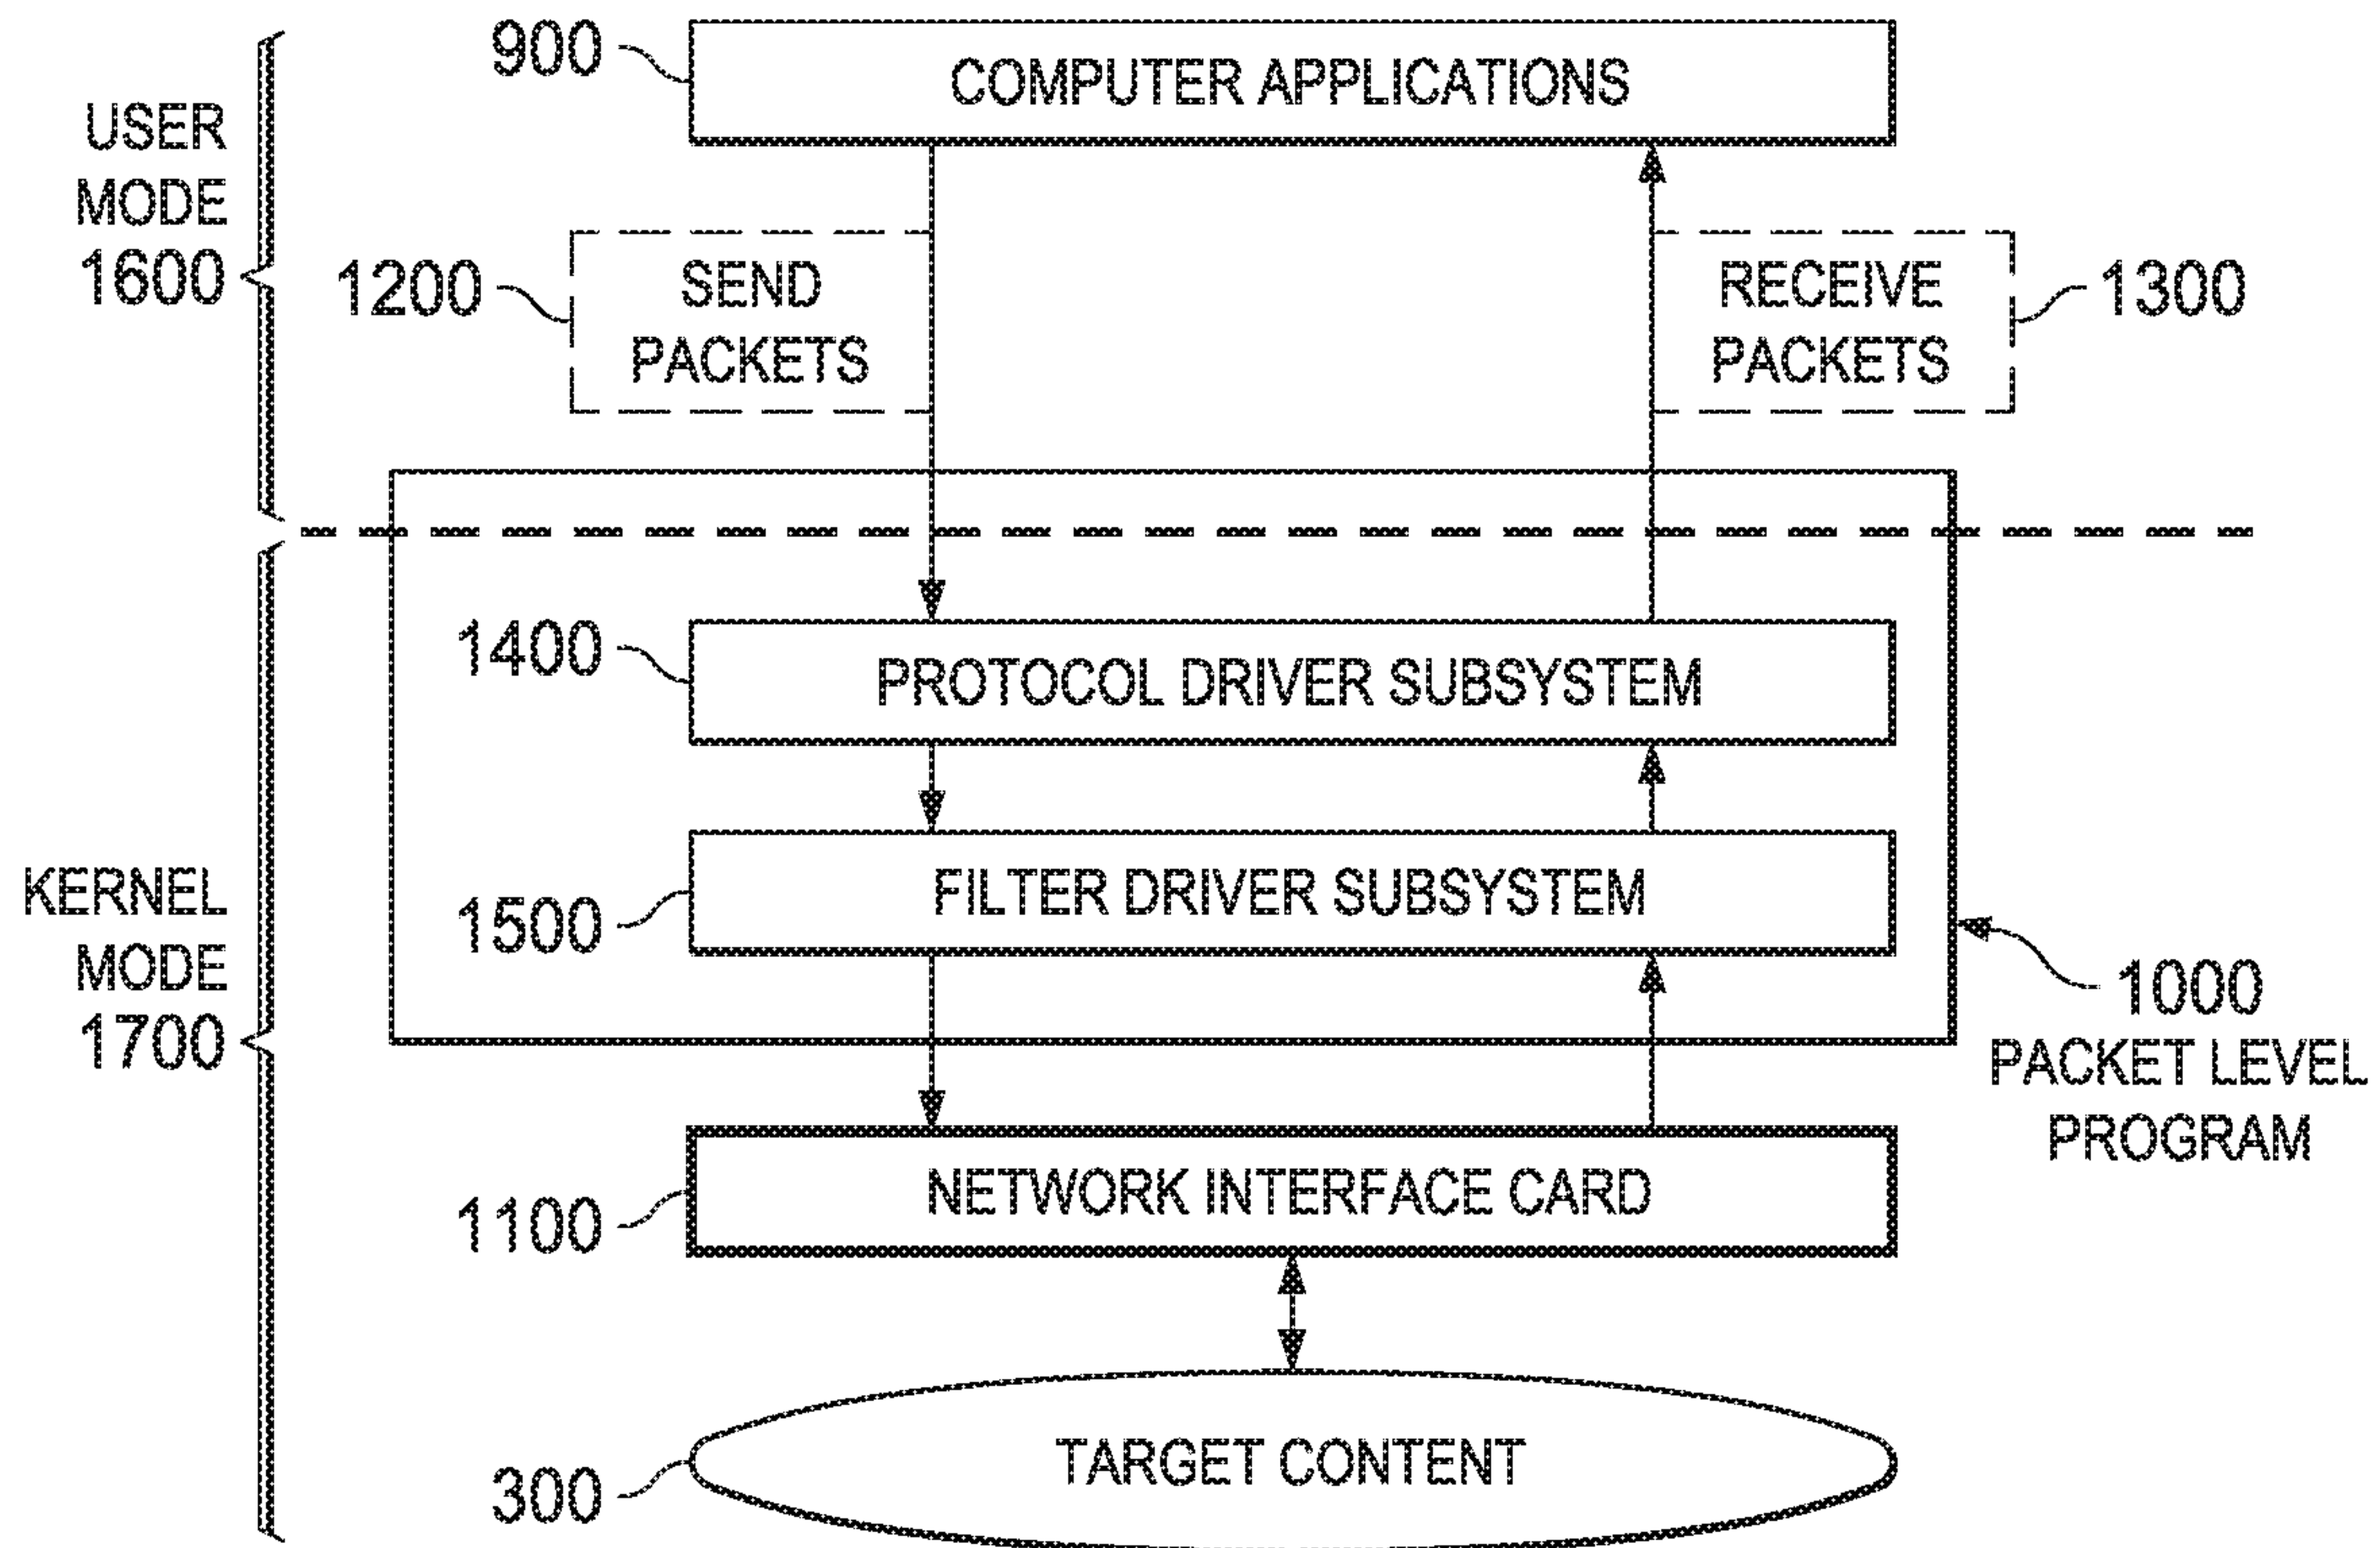 900
COMPUTER APPLICATIONS
USER
MODE
1600
1200
SEND
PACKETS
RECEIVE
PACKETS
1300
1400
PROTOCOL DRIVER SUBSYSTEM
KERNEL
MODE
1700
1500
FILTER DRIVER SUBSYSTEM
1000
PACKET LEVEL
PROGRAM
1100
NETWORK INTERFACE CARD
300
TARGET CONTENT